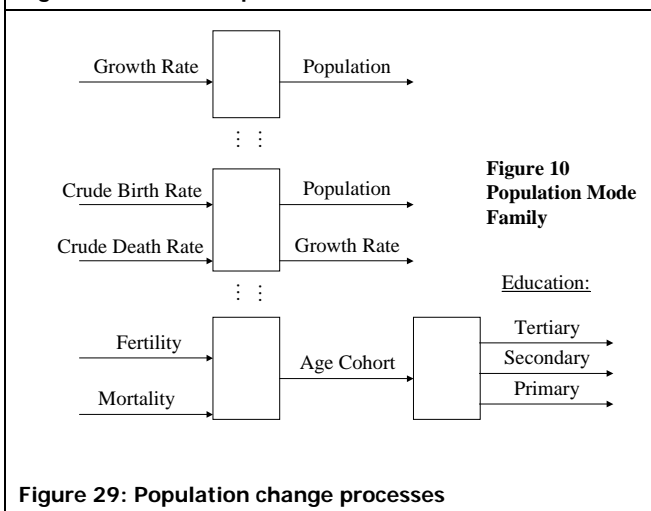 Growth Rate
Population
Crude Birth Rate
Population
Figure 10
Population Mode
Family
Crude Death Rate
Growth Rate
Education:
Fertility
Age Cohort
Tertiary
Secondary
Mortality
Primary
Figure 29: Population change processes